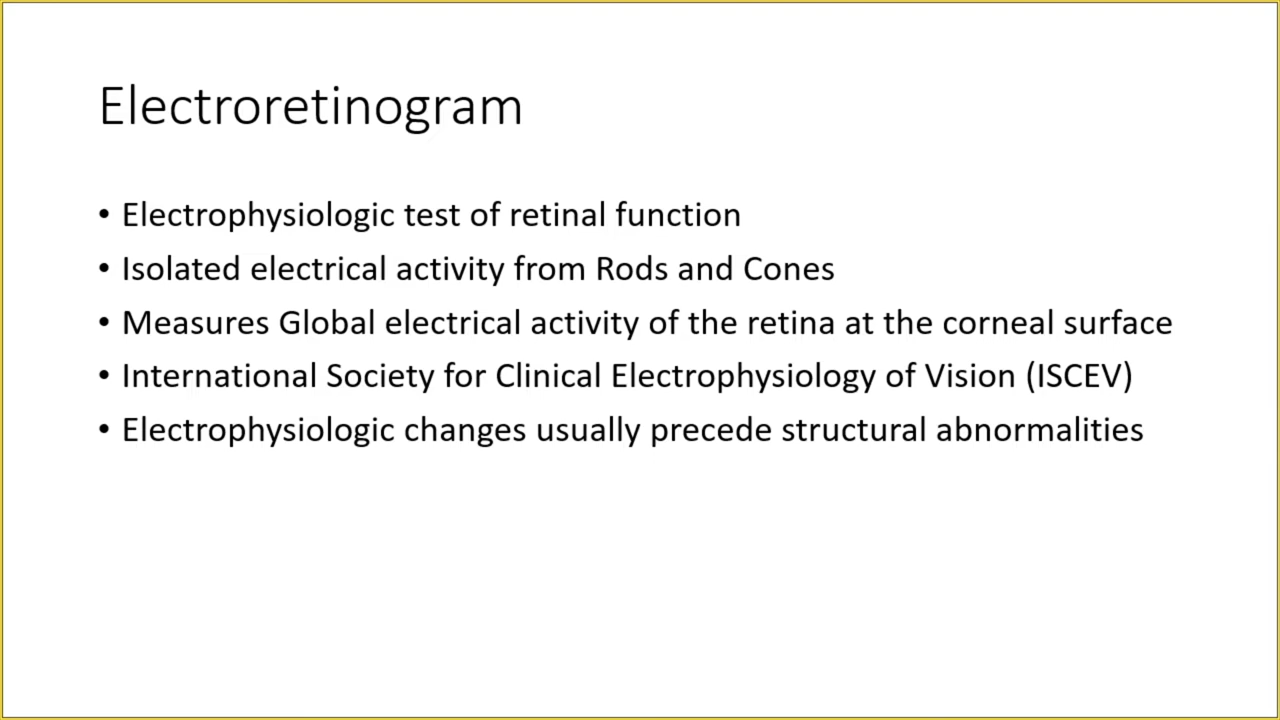 Electroretinogram
• Electrophysiologic test of retinal function
• Isolated electrical activity from Rods and Cones
• Measures Global electrical activity of the retina at the corneal surface
• International Society for Clinical Electrophysiology of Vision (ISCEV)
• Electrophysiologic changes usually precede structural abnormalities